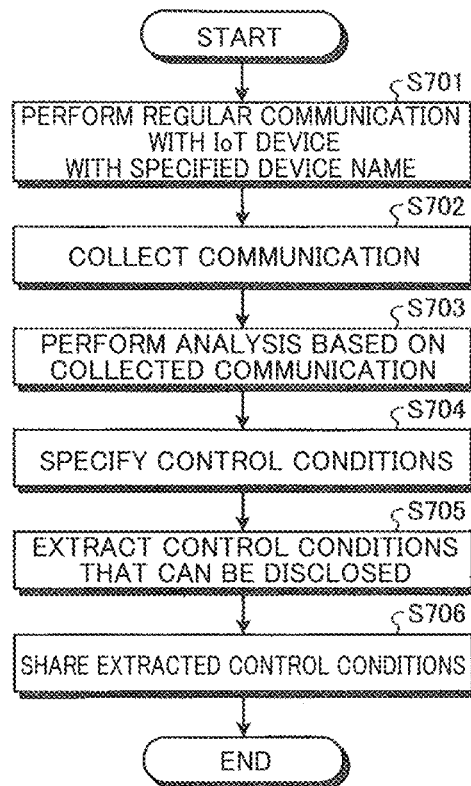 START
S701
PERFORM REGULAR COMMUNICATION
WITH IoT DEVICE
WITH SPECIFIED DEVICE NAME
S702
COLLECT COMMUNICATION
S703
PERFORM ANALYSIS BASED ON
COLLECTED COMMUNICATION
S704
SPECIFY CONTROL CONDITIONS
S705
EXTRACT CONTROL CONDITIONS
THAT CAN BE DISCLOSED
S706
SHARE EXTRACTED CONTROL CONDITIONS
END